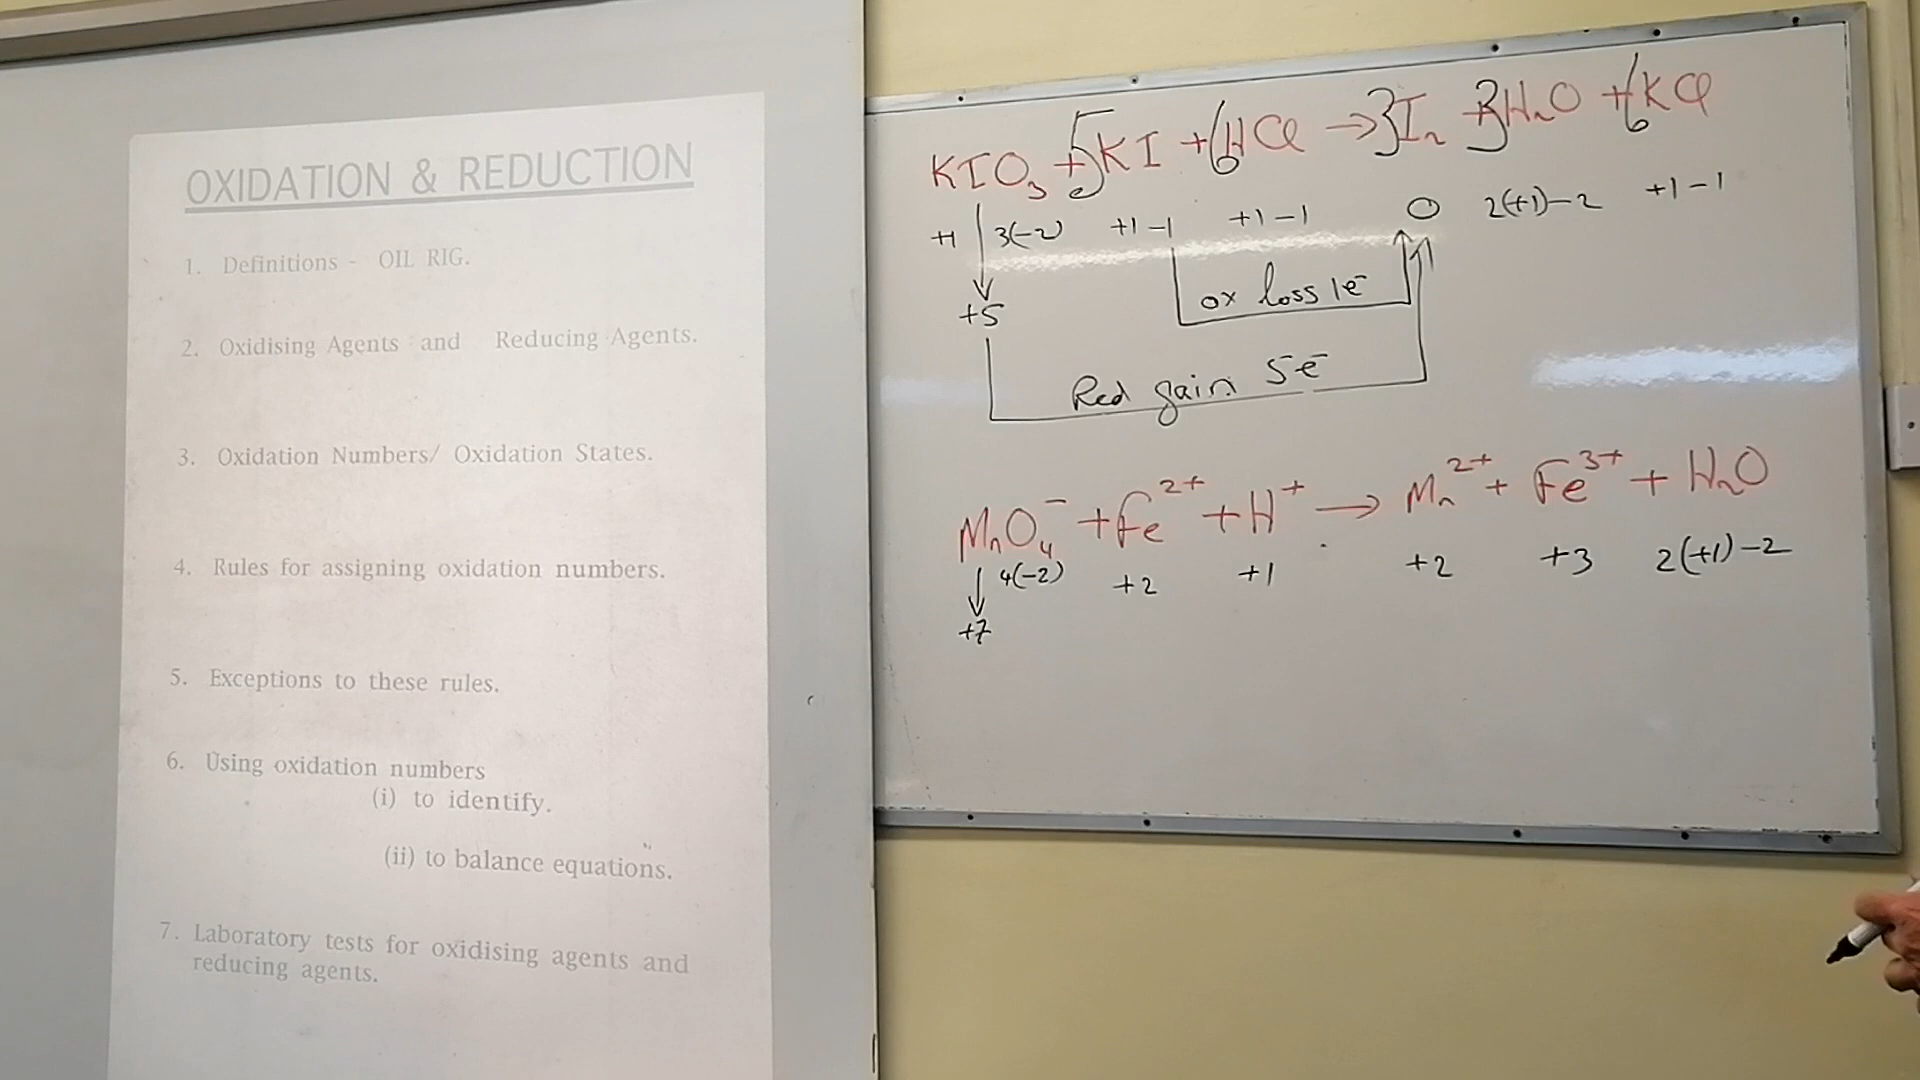 OXIDATION & REDUCTION
1. Definitions - OIL RIG.
2. Oxidising Agents and Reducing Agents.
3. Oxidation Numbers/ Oxidation States.
4. Rules for assigning oxidation numbers.
5. Exceptions to these rules.
6. Using oxidation numbers
(i) to identify.
(ii) to balance equations.
7. Laboratory tests for oxidising agents and
reducing agents.
KIO₃ + 5KI + 6HCl → 3I₂ + 3H₂O + 6KCl
+1 3(-2) +1 -1 +1 -1 0 2(+1) -2 +1 -1
+5
ox loss 1e⁻
Red gain 5e⁻
MnO₄⁻ + Fe²⁺ + H⁺ → Mn²⁺ + Fe³⁺ + H₂O
4(-2) +2 +1 +2 +3 2(+1) -2
+7